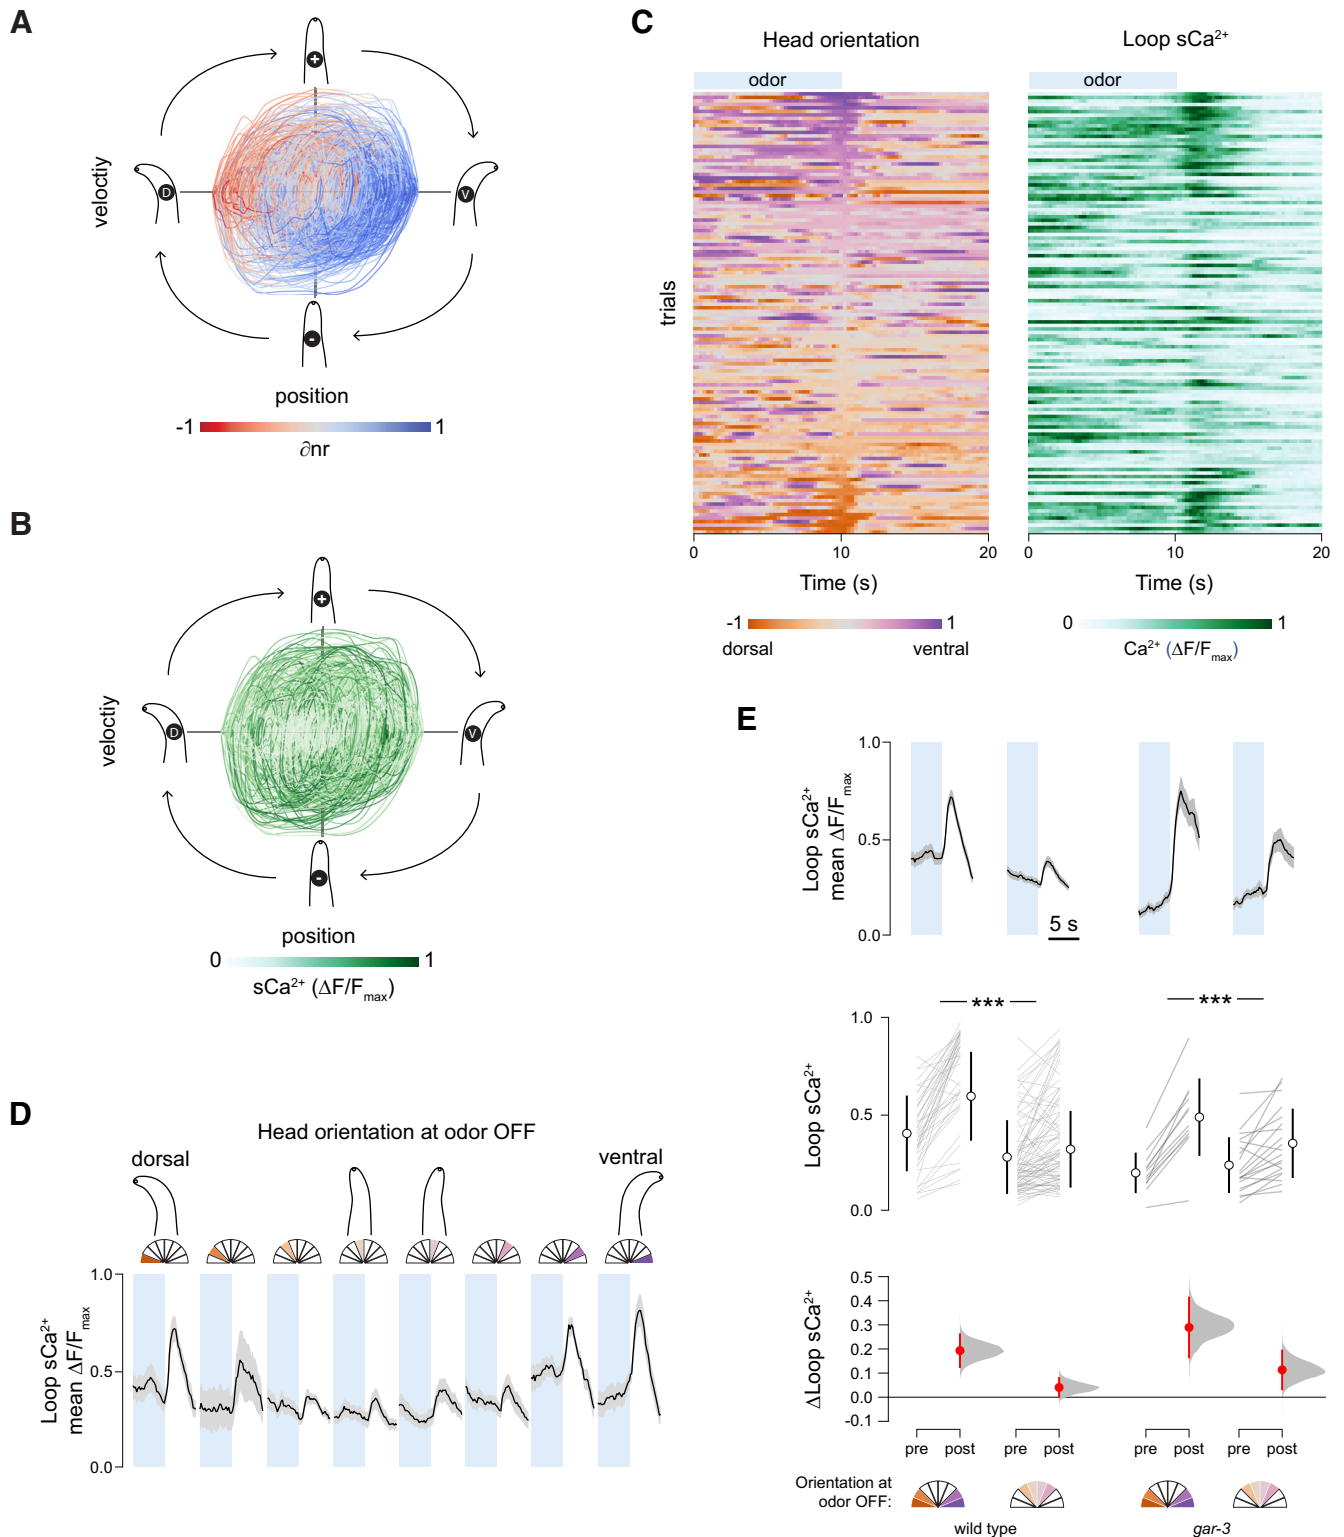 A
+
D
V
-
veloctiy
position
-1
1
∂nr
B
+
D
V
-
veloctiy
position
0
1
sCa²⁺ (ΔF/Fmax)
C
Head orientation
Loop sCa²⁺
odor
odor
trials
0
10
20
0
10
20
Time (s)
Time (s)
-1
1
dorsal
ventral
0
1
Ca²⁺ (ΔF/Fmax)
D
Head orientation at odor OFF
dorsal
ventral
Loop sCa²⁺
mean ΔF/Fmax
1.0
0.5
0.0
E
Loop sCa²⁺
mean ΔF/Fmax
1.0
0.5
0.0
5 s
Loop sCa²⁺
1.0
0.5
0.0
***
***
ΔLoop sCa²⁺
0.5
0.4
0.3
0.2
0.1
0.0
-0.1
pre
post
pre
post
pre
post
pre
post
Orientation at
odor OFF:
wild type
gar-3